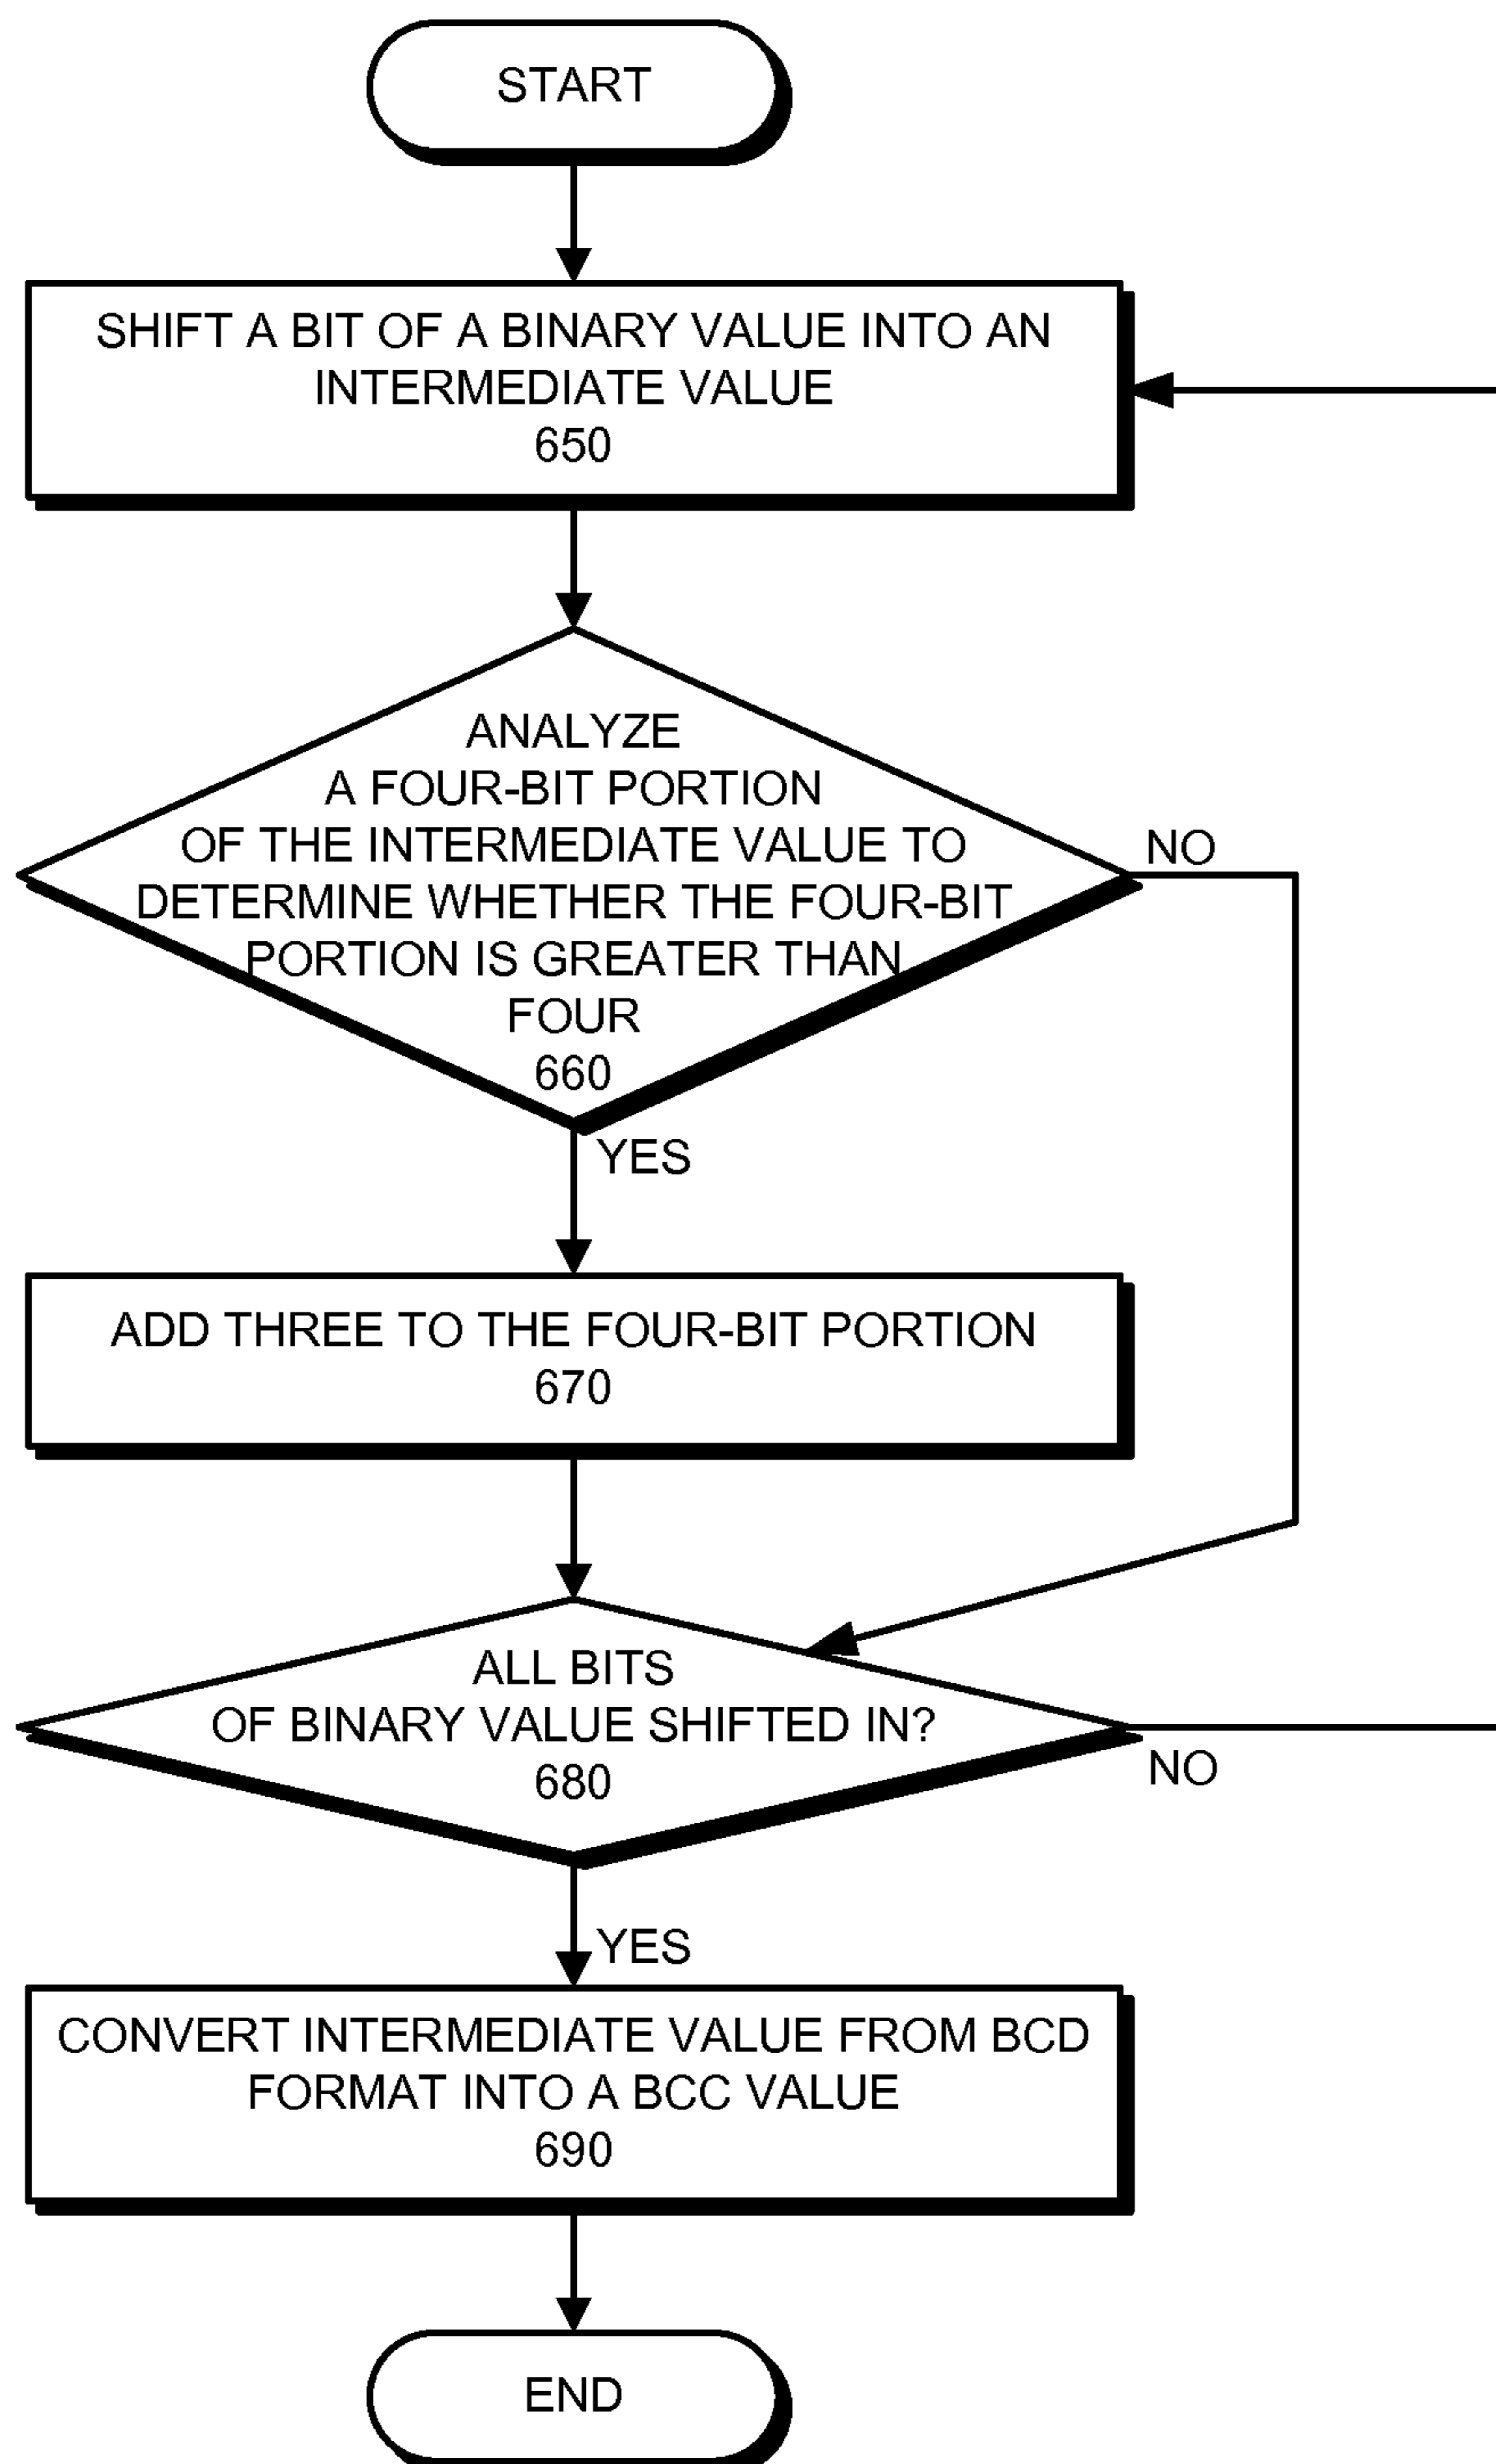 START
SHIFT A BIT OF A BINARY VALUE INTO AN
INTERMEDIATE VALUE
650
ANALYZE
A FOUR-BIT PORTION
OF THE INTERMEDIATE VALUE TO
DETERMINE WHETHER THE FOUR-BIT
PORTION IS GREATER THAN
FOUR
660
NO
YES
ADD THREE TO THE FOUR-BIT PORTION
670
ALL BITS
OF BINARY VALUE SHIFTED IN?
680
NO
YES
CONVERT INTERMEDIATE VALUE FROM BCD
FORMAT INTO A BCC VALUE
690
END